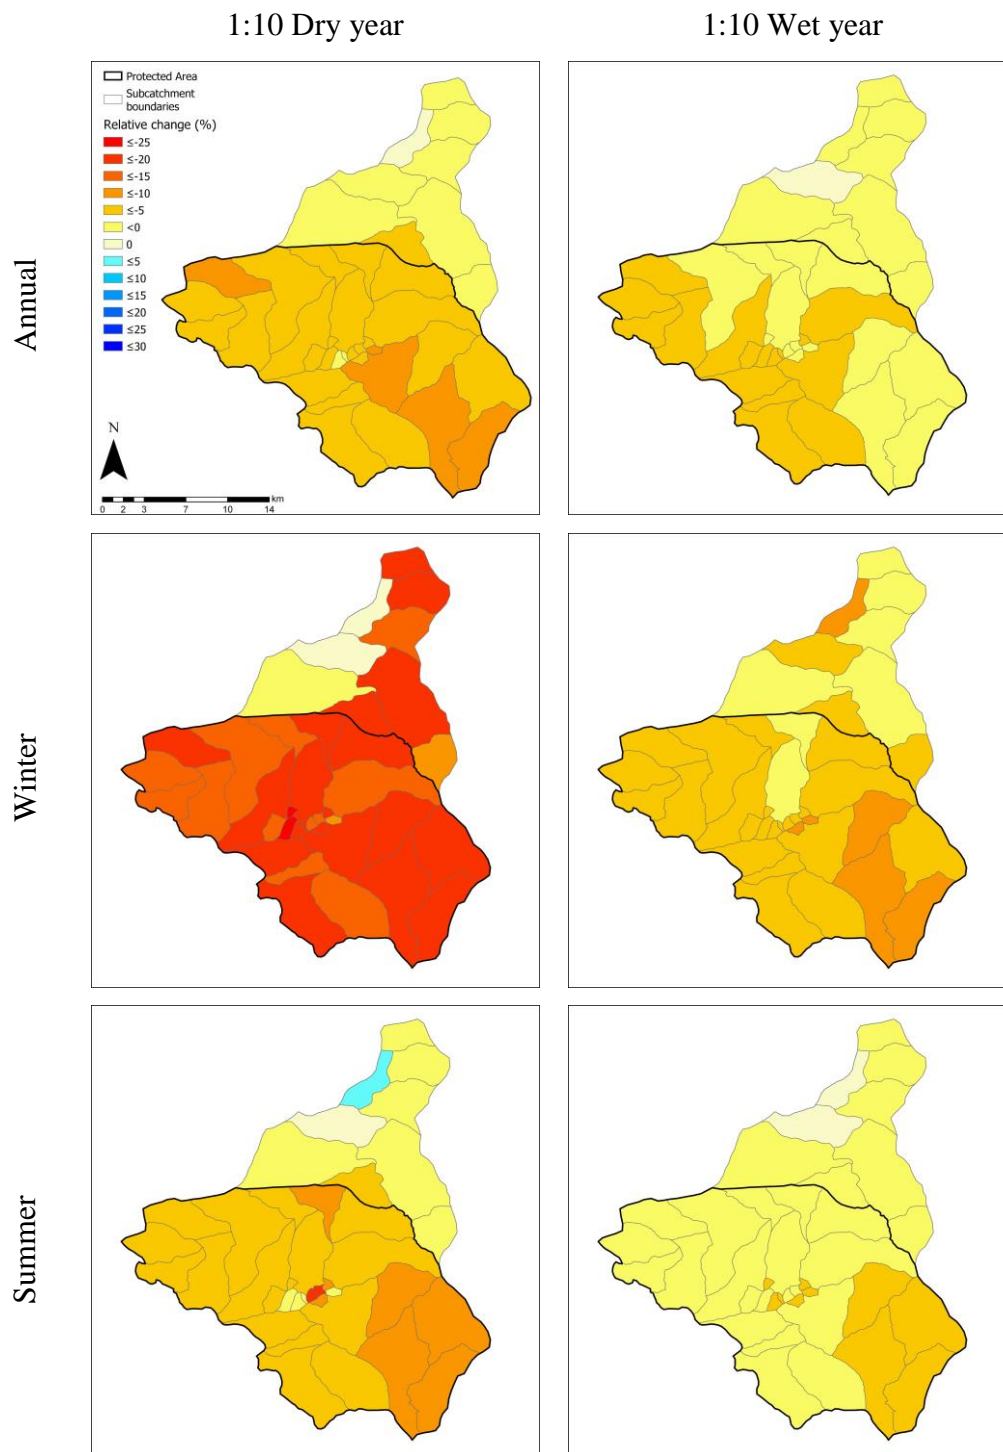 1:10 Dry year
1:10 Wet year
Annual
Protected Area
Subcatchment
boundaries
Relative change (%)
≤-25
≤-20
≤-15
≤-10
≤-5
<0
0
≤5
≤10
≤15
≤20
≤25
≤30
N
km
0 2 3 7 10 14
Winter
Summer